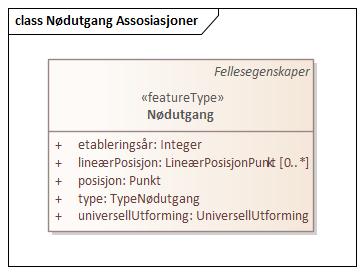 class Nødutgang Assosiasjoner
Fellesegenskaper
«featureType»
Nødutgang
+ etableringsår: Integer
+ lineærPosisjon: LineærPosisjonPunkt [0..*]
+ posisjon: Punkt
+ type: TypeNødutgang
+ universellUtforming: UniversellUtforming